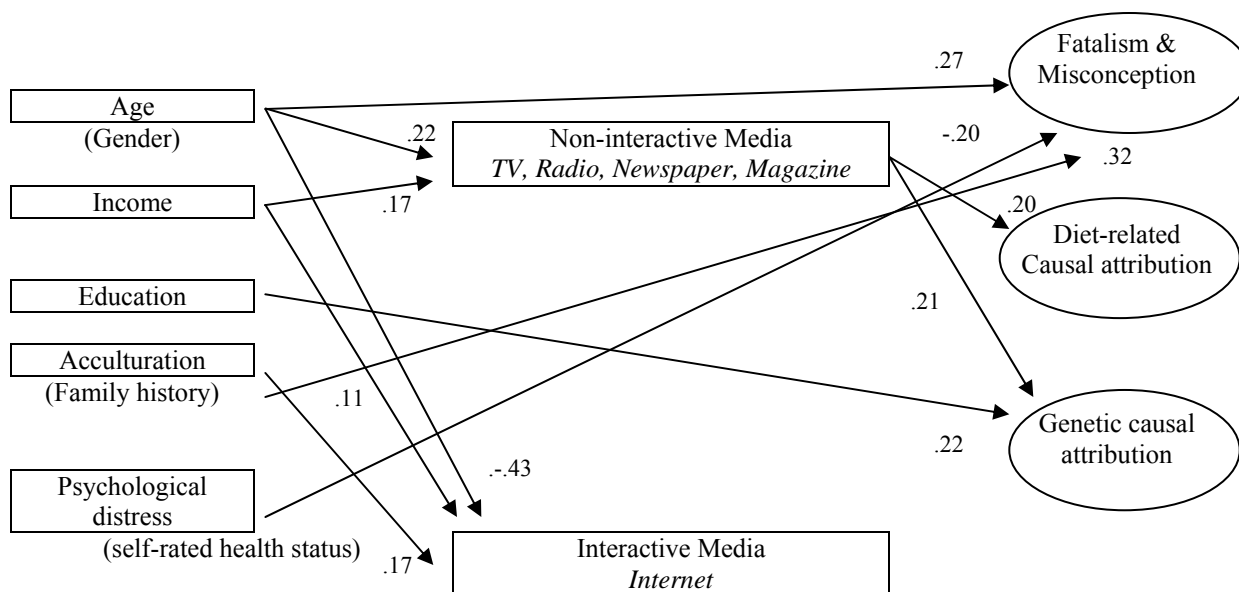 Fatalism &
Misconception
.27
Age
(Gender)
.22
Non-interactive Media
TV, Radio, Newspaper, Magazine
-.20
.32
Income
.17
.20
Diet-related
Causal attribution
Education
.21
Acculturation
(Family history)
.11
Genetic causal
attribution
.22
.-.43
Psychological
distress
(self-rated health status)
.17
Interactive Media
Internet